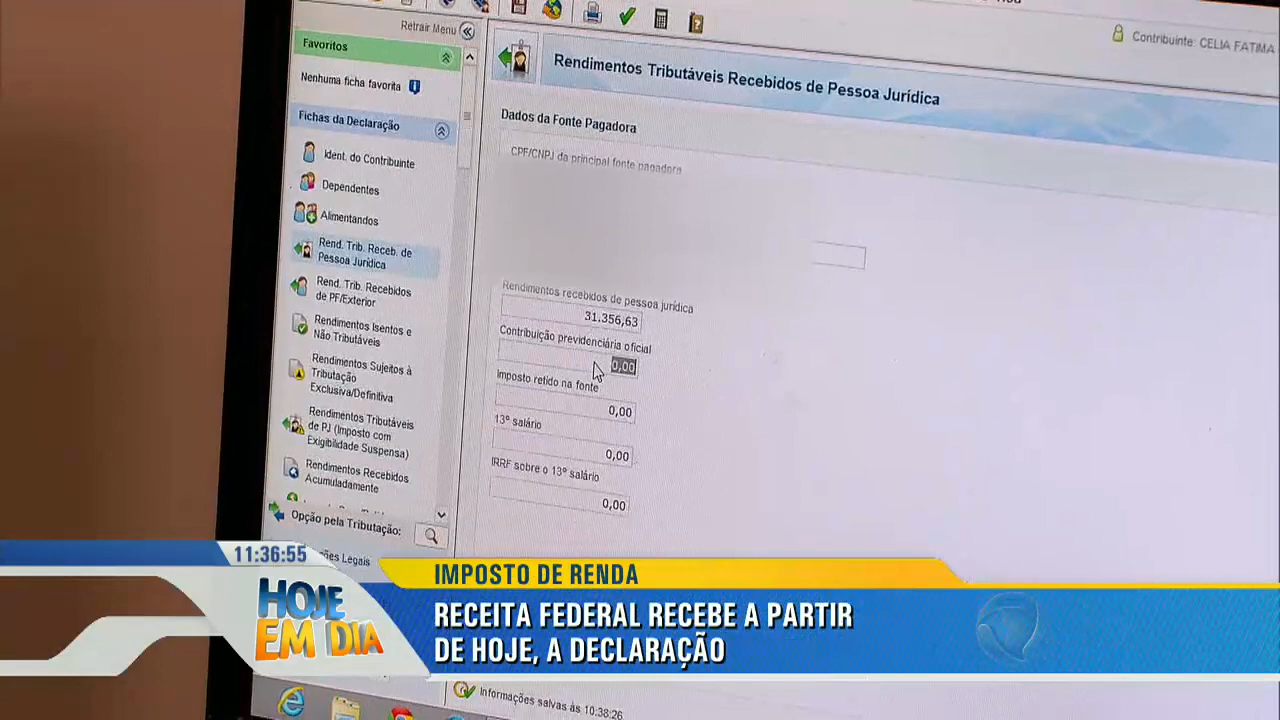 Retrair Menu
Contribuinte: CELIA FATIMA
Favoritos
Nenhuma ficha favorita
Fichas da Declaração
Ident. do Contribuinte
Dependentes
Alimentandos
Rend. Trib. Receb. de
Pessoa Jurídica
Rend. Trib. Recebidos
de PF/Exterior
Rendimentos Isentos e
Não Tributáveis
Rendimentos Sujeitos à
Tributação
Exclusiva/Definitiva
Rendimentos Tributáveis
de PJ (Imposto com
Exigibilidade Suspensa)
Rendimentos Recebidos
Acumuladamente
Opção pela Tributação:
ões Legais
Rendimentos Tributáveis Recebidos de Pessoa Jurídica
Dados da Fonte Pagadora
CPF/CNPJ da principal fonte pagadora
Rendimentos recebidos de pessoa jurídica
31.356,63
Contribuição previdenciária oficial
0,00
Imposto retido na fonte
0,00
13º salário
0,00
IRRF sobre o 13º salário
0,00
11:36:55
HOJE
EM DIA
IMPOSTO DE RENDA
RECEITA FEDERAL RECEBE A PARTIR
DE HOJE, A DECLARAÇÃO
Informações salvas às 10:38:26